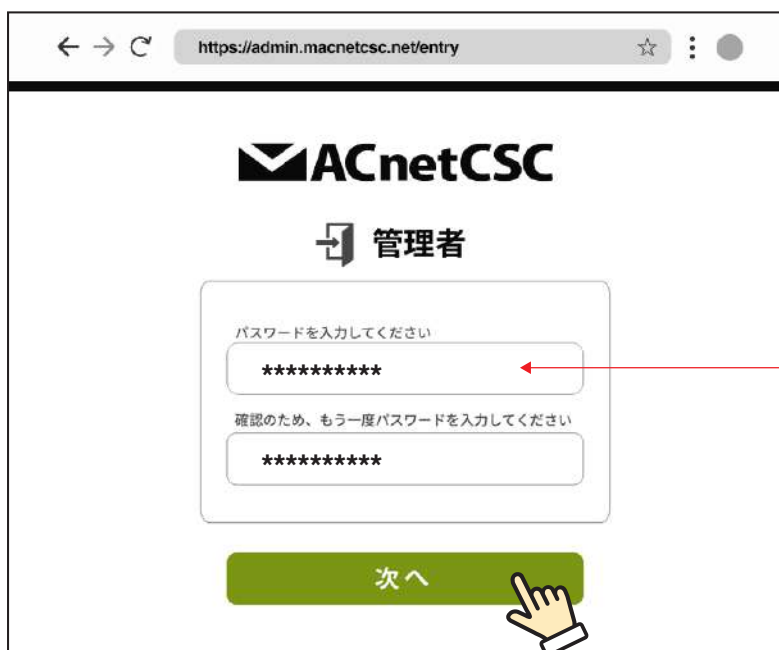 https://admin.macnetcsc.net/entry
MACnetCSC
管理者
パスワードを入力してください
**********
確認のため、もう一度パスワードを入力してください
**********
次へ